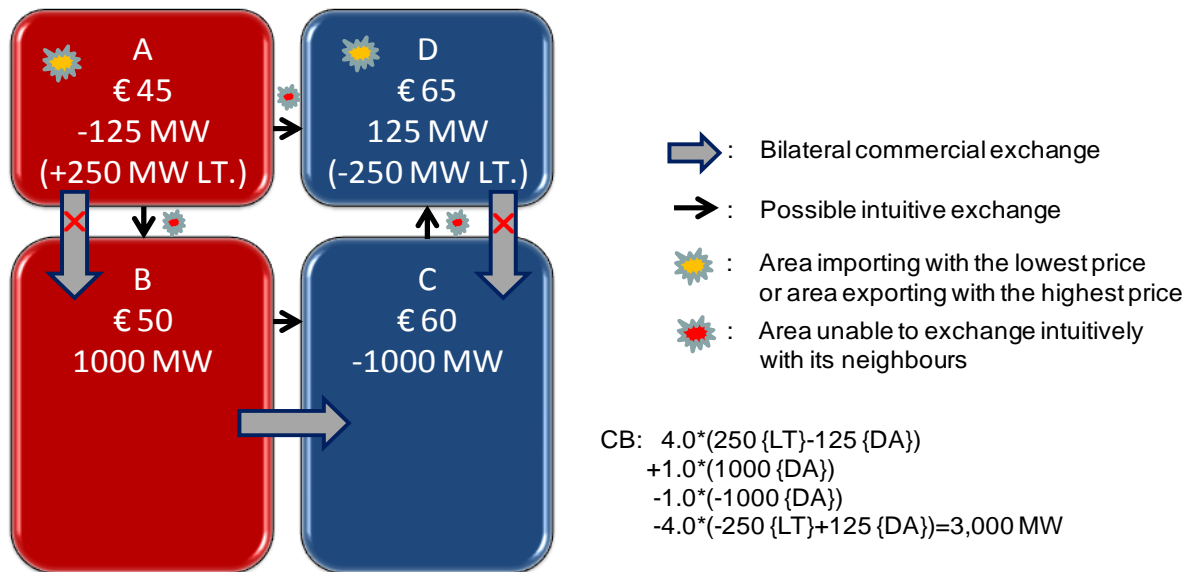 A
€ 45
-125 MW
(+250 MW LT.)
D
€ 65
125 MW
(-250 MW LT.)
B
€ 50
1000 MW
C
€ 60
-1000 MW
: Bilateral commercial exchange
: Possible intuitive exchange
: Area importing with the lowest price
or area exporting with the highest price
: Area unable to exchange intuitively
with its neighbours
CB: 4.0*(250 {LT}-125 {DA})
+1.0*(1000 {DA})
-1.0*(-1000 {DA})
-4.0*(-250 {LT}+125 {DA})=3,000 MW